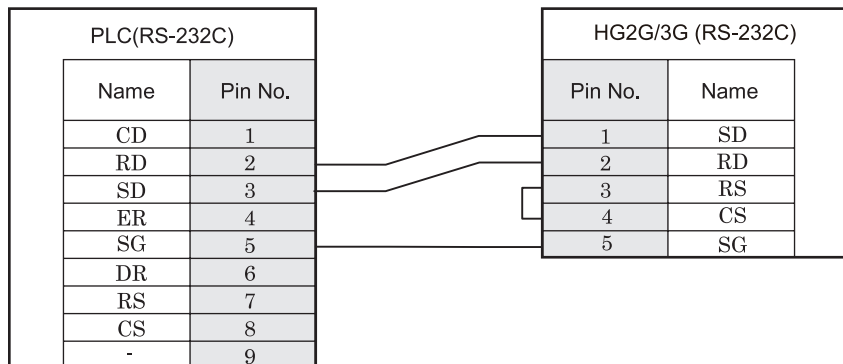 PLC(RS-232C)
Name Pin No.
CD 1
RD 2
SD 3
ER 4
SG 5
DR 6
RS 7
CS 8
- 9
HG2G/3G (RS-232C)
Pin No. Name
1 SD
2 RD
3 RS
4 CS
5 SG